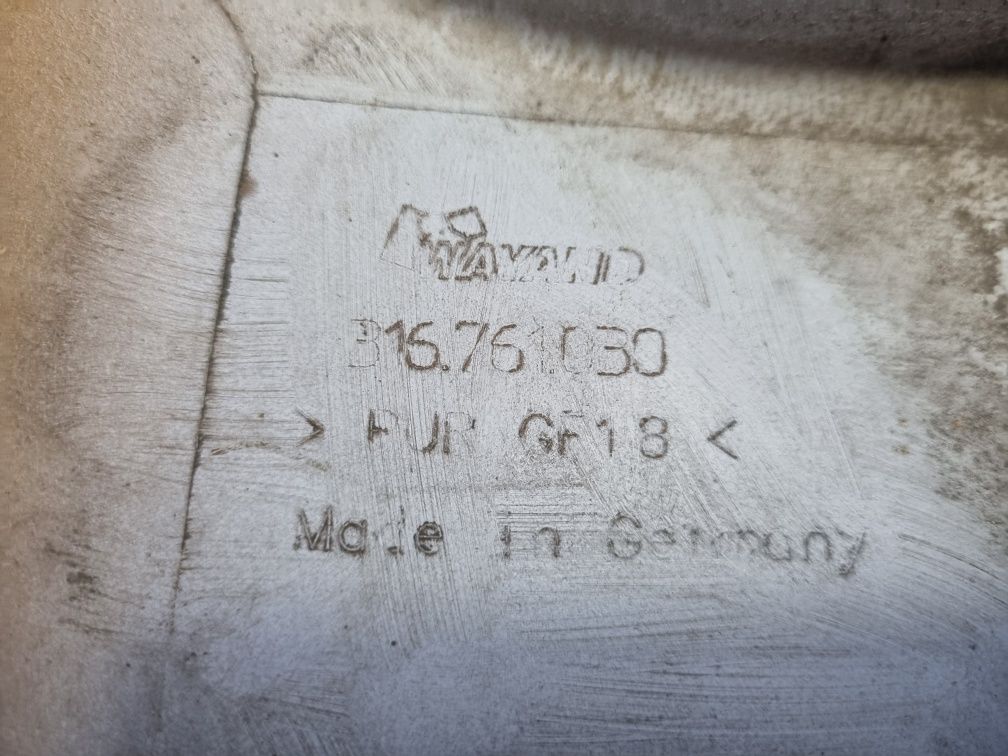 WAYAND
316.761.030
> PUR GF18 <
Made in Germany